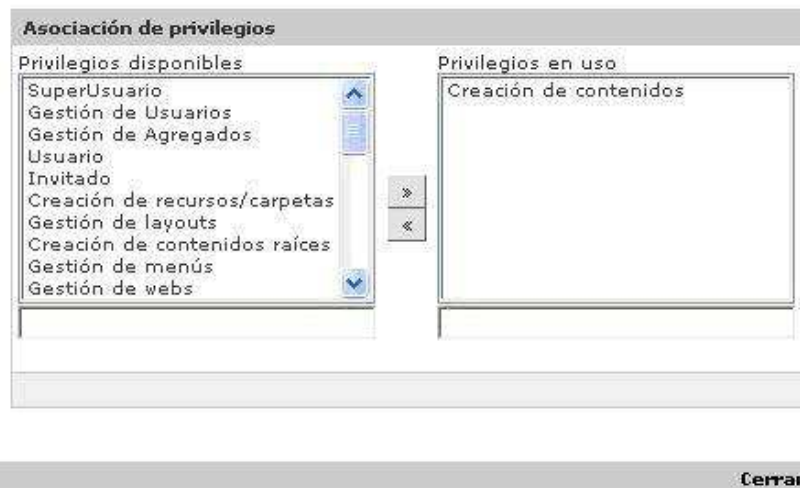 Asociación de privilegios
Privilegios disponibles
SuperUsuario
Gestión de Usuarios
Gestión de Agregados
Usuario
Invitado
Creación de recursos/carpetas
Gestión de layouts
Creación de contenidos raíces
Gestión de menús
Gestión de webs
»
«
Privilegios en uso
Creación de contenidos
Cerrar